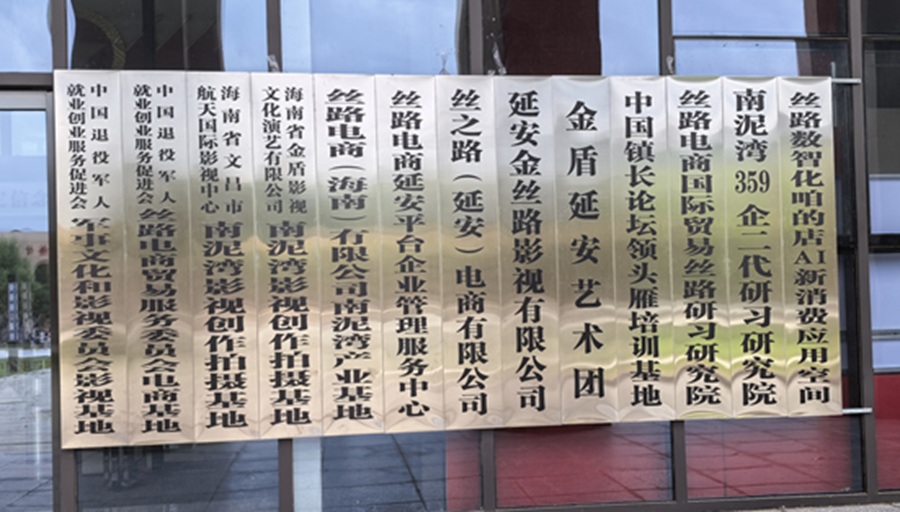 丝路数智化咱的店AI新消费应用空间
南泥湾359企二代研习研究院
丝路电商国际贸易丝路研习研究院
中国镇长论坛领头雁培训基地
金盾延安艺术团
延安金丝路影视有限公司
丝之路（延安）电商有限公司
丝路电商延安平台企业管理服务中心
丝路电商（海南）有限公司南泥湾产业基地
海南省金盾影视
文化演艺有限公司
南泥湾影视创作拍摄基地
海南省文昌市
航天国际影视中心
南泥湾影视创作拍摄基地
中国退役军人
就业创业服务促进会
丝路电商贸易服务委员会电商基地
中国退役军人
就业创业服务促进会
军事文化和影视委员会影视基地